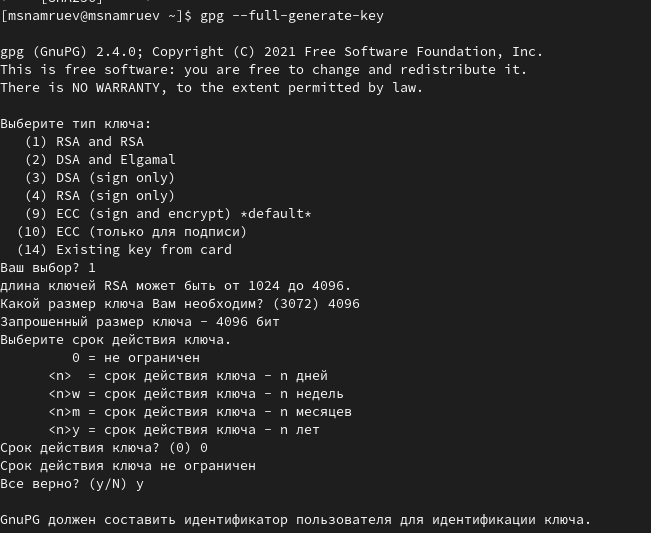 [msnamruev@msnamruev ~]$ gpg --full-generate-key
gpg (GnuPG) 2.4.0; Copyright (C) 2021 Free Software Foundation, Inc.
This is free software: you are free to change and redistribute it.
There is NO WARRANTY, to the extent permitted by law.
Выберите тип ключа:
(1) RSA and RSA
(2) DSA and Elgamal
(3) DSA (sign only)
(4) RSA (sign only)
(9) ECC (sign and encrypt) *default*
(10) ECC (только для подписи)
(14) Existing key from card
Ваш выбор? 1
длина ключей RSA может быть от 1024 до 4096.
Какой размер ключа Вам необходим? (3072) 4096
Запрошенный размер ключа - 4096 бит
Выберите срок действия ключа.
0 = не ограничен
<n>  = срок действия ключа - n дней
<n>w = срок действия ключа - n недель
<n>m = срок действия ключа - n месяцев
<n>y = срок действия ключа - n лет
Срок действия ключа? (0) 0
Срок действия ключа не ограничен
Все верно? (y/N) y
GnuPG должен составить идентификатор пользователя для идентификации ключа.